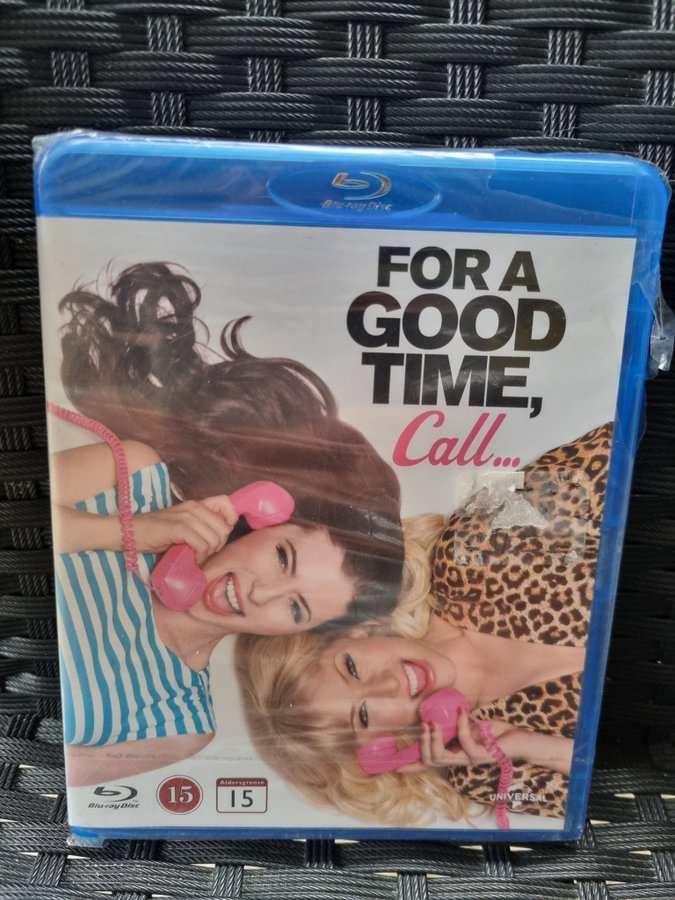 Blu-ray Disc
FOR A
GOOD
TIME,
Call...
Blu-ray Disc
15
Aldersgrense
15
UNIVERSAL